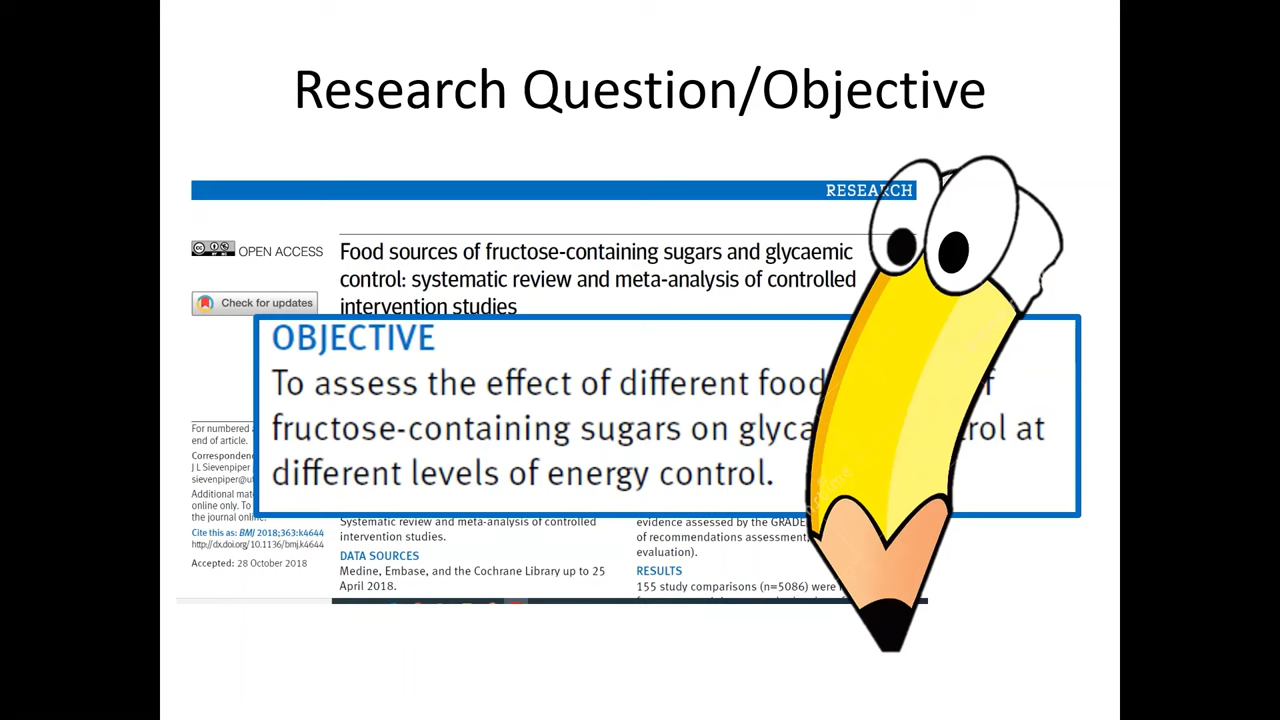 Research Question/Objective
RESEARCH
OPEN ACCESS
Check for updates
Food sources of fructose-containing sugars and glycaemic
control: systematic review and meta-analysis of controlled
intervention studies
OBJECTIVE
To assess the effect of different food
fructose-containing sugars on
at
different levels of energy control.
For numbered
end of article.
J L Sievenpiper
Additional
online only. To
the journal online.
Cite this as: BMJ 2018;363:k4644
http://dx.doi.org/10.1136/bmj.k4644
Accepted: 28 October 2018
Systematic review and meta-analysis of controlled
intervention studies.
DATA SOURCES
Medine, Embase, and the Cochrane Library up to 25
April 2018.
evidence assessed by the GRADE
of recommendations assessment,
evaluation).
RESULTS
155 study comparisons (n=5086) were